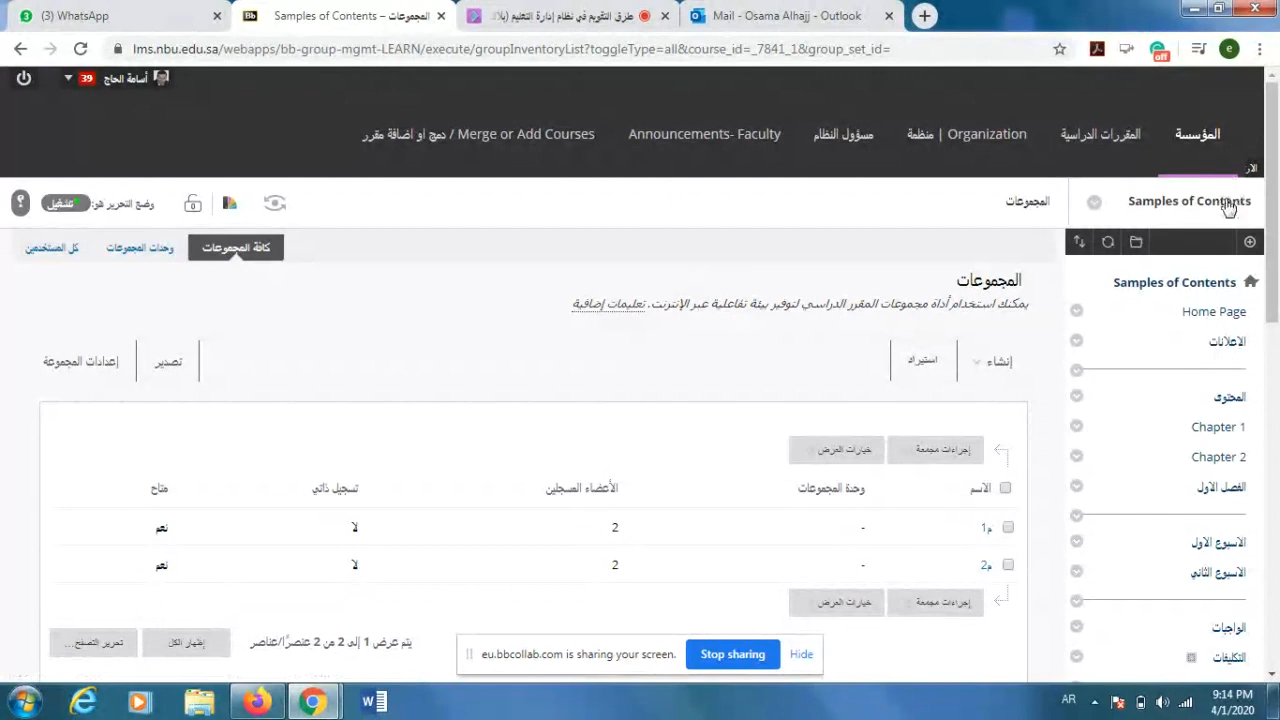 (3) WhatsApp
Samples of Contents – المجموعات
طرق التقويم في نظام إدارة التعليم (بلا
Mail - Osama Alhajj - Outlook
lms.nbu.edu.sa/webapps/bb-group-mgmt-LEARN/execute/groupInventoryList?toggleType=all&course_id=_7841_1&group_set_id=
off
e
أسامة الحاج 39
المؤسسة
المقررات الدراسية
منظمة | Organization
مسؤول النظام
Announcements- Faculty
دمج او اضافة مقرر / Merge or Add Courses
الار
Samples of Contents
المجموعات
وضع التحرير هو: تشغيل
كافة المجموعات
وحدات المجموعات
كل المستخدمين
المجموعات
يمكنك استخدام أداة مجموعات المقرر الدراسي لتوفير بيئة تفاعلية عبر الإنترنت. تعليمات إضافية
إنشاء
استيراد
تصدير
إعدادات المجموعة
إجراءات مجمعة
خيارات العرض
الاسم
وحدة المجموعات
الأعضاء المسجلين
تسجيل ذاتي
متاح
م1 - 2 لا نعم
م2 - 2 لا نعم
إجراءات مجمعة
خيارات العرض
يتم عرض 1 إلى 2 من 2 عنصرًا/عناصر
إظهار الكل
تحرير التصفح...
Samples of Contents
Home Page
الاعلانات
المحتوى
Chapter 1
Chapter 2
الفصل الاول
الاسبوع الاول
الاسبوع الثاني
الواجبات
التكليفات
eu.bbcollab.com is sharing your screen.
Stop sharing
Hide
AR
9:14 PM
4/1/2020